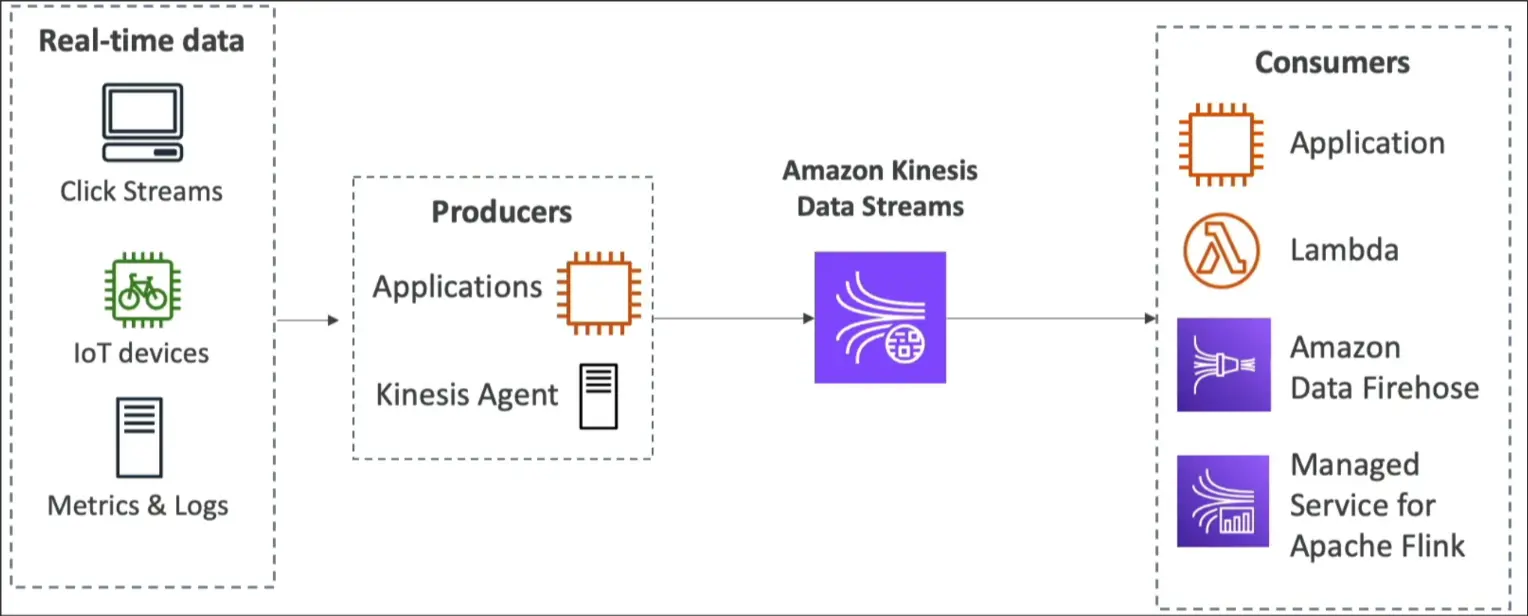 Real-time data
Click Streams
IoT devices
Metrics & Logs
Producers
Applications
Kinesis Agent
Amazon Kinesis
Data Streams
Consumers
Application
Lambda
Amazon
Data Firehose
Managed
Service for
Apache Flink